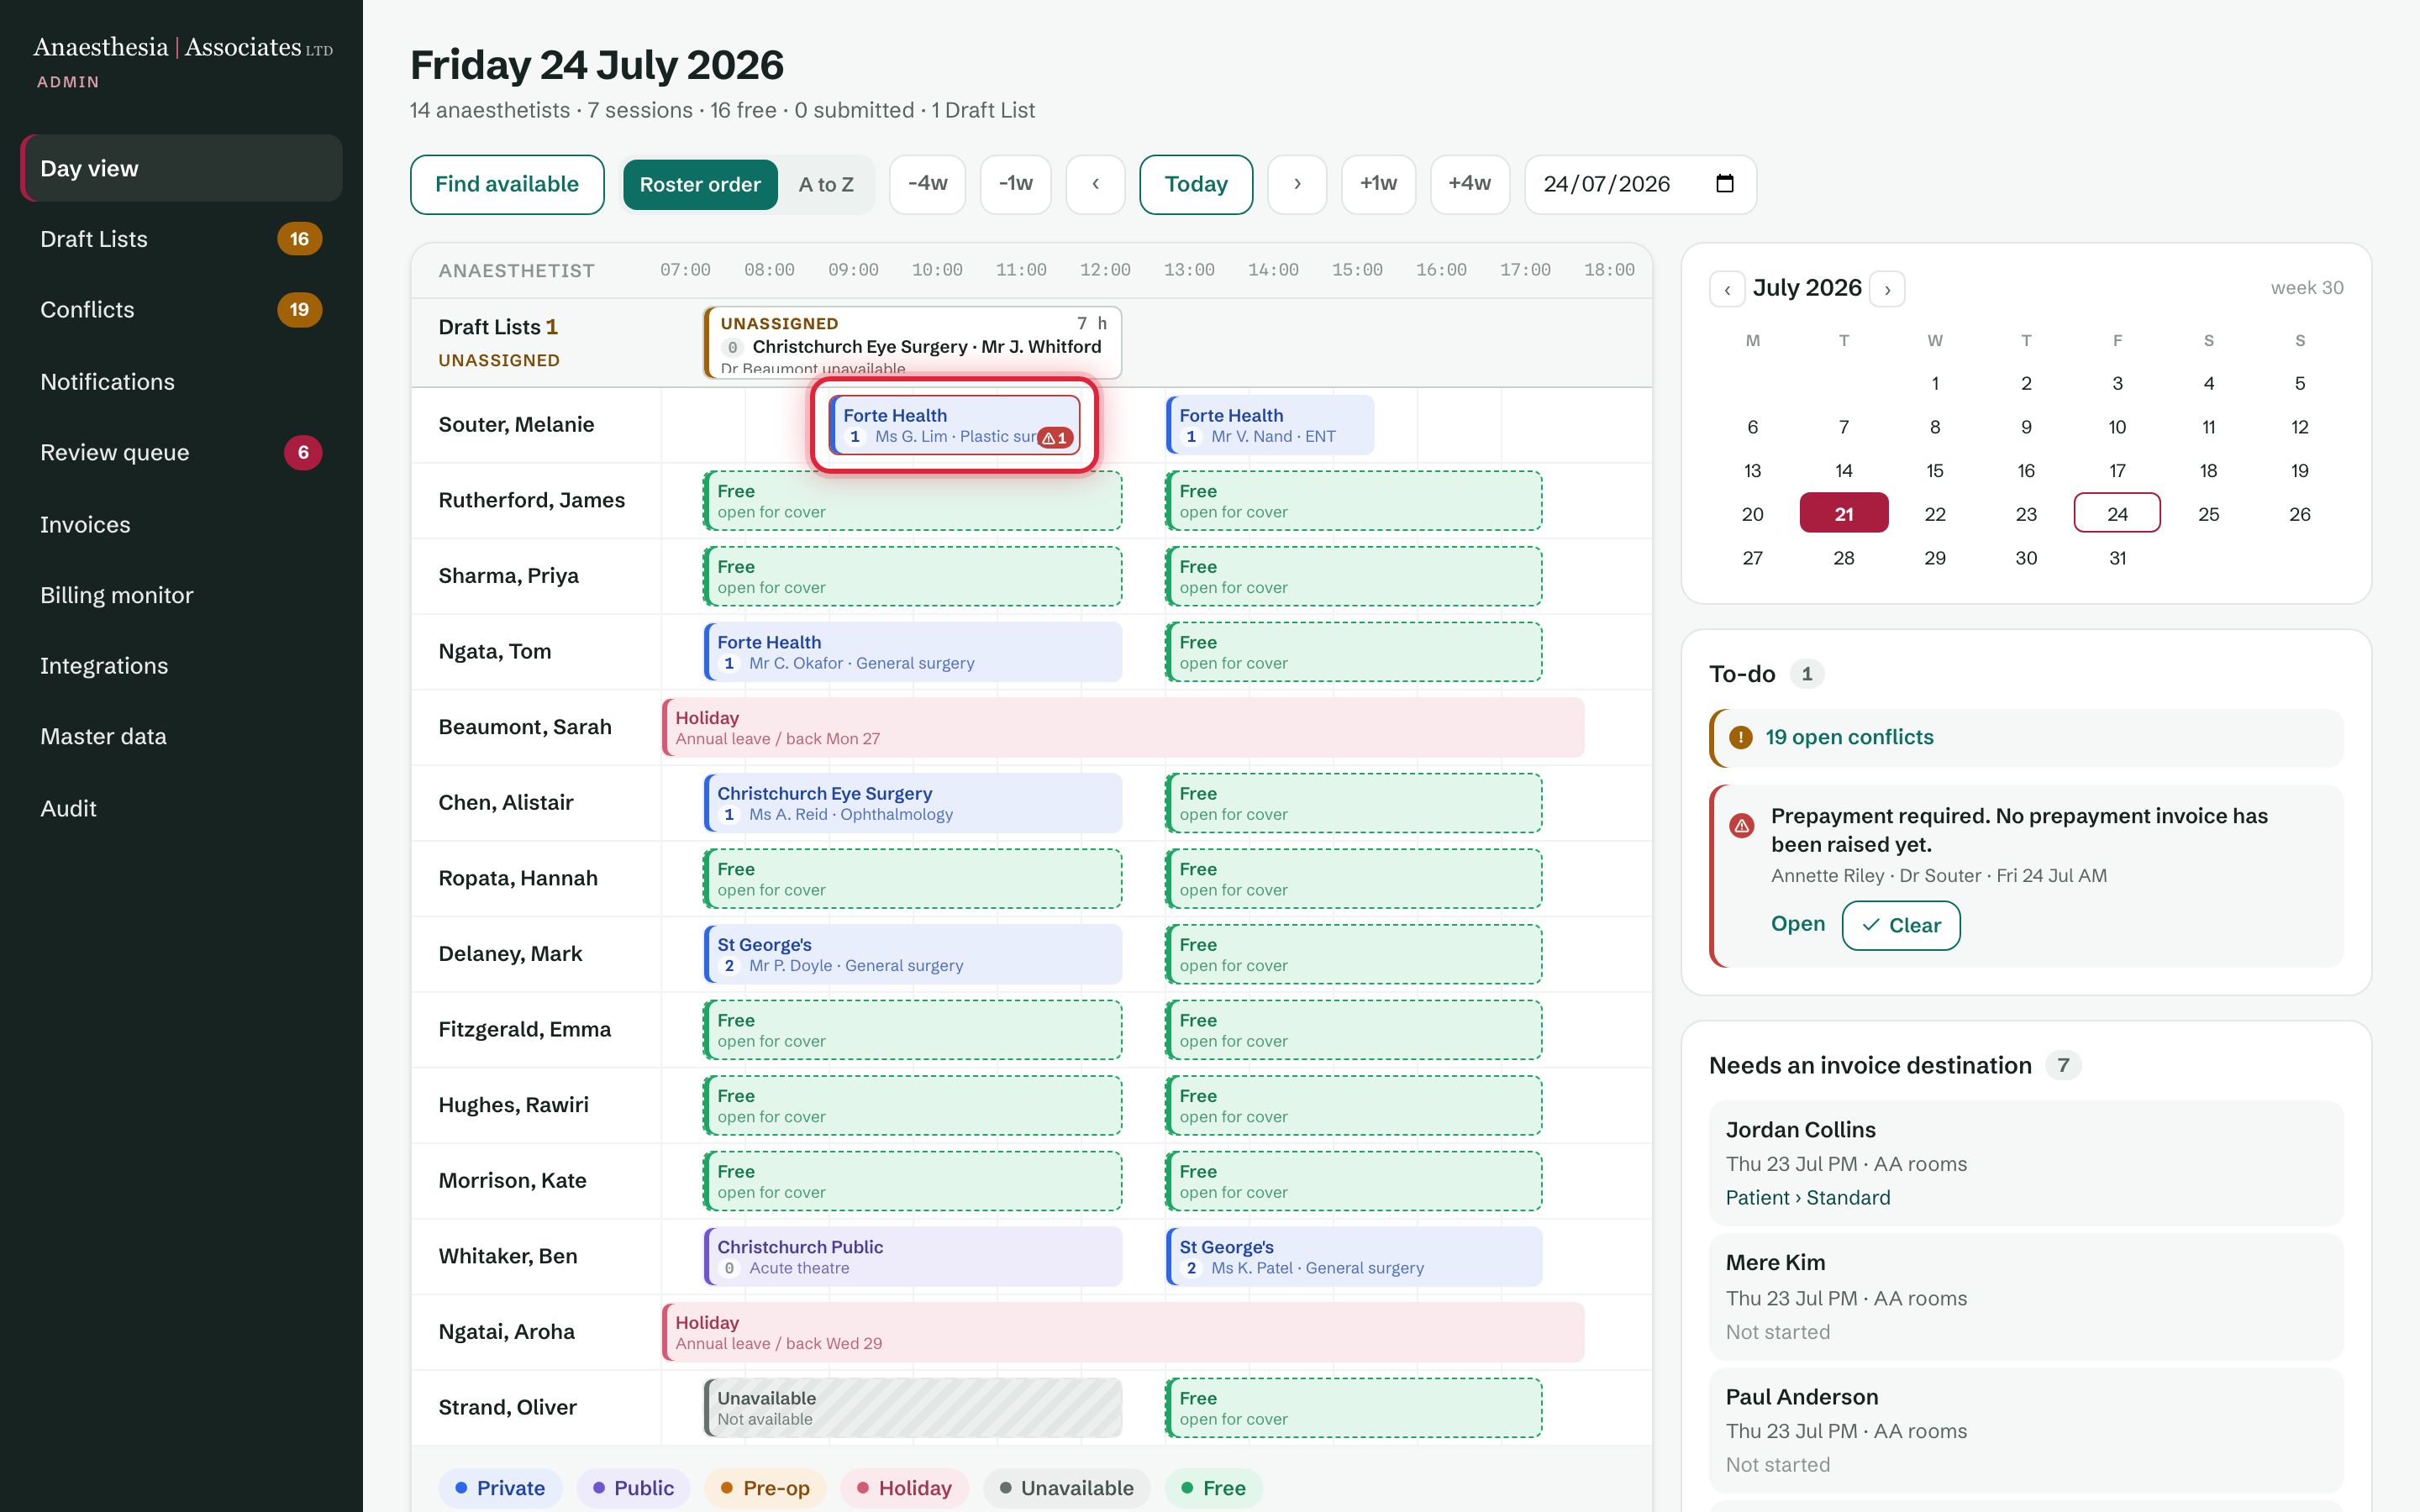 Anaesthesia | Associates LTD
ADMIN
Day view
Draft Lists 16
Conflicts 19
Notifications
Review queue 6
Invoices
Billing monitor
Integrations
Master data
Audit
Friday 24 July 2026
14 anaesthetists · 7 sessions · 16 free · 0 submitted · 1 Draft List
Find available Roster order A to Z -4w -1w ‹ Today › +1w +4w 24/07/2026
ANAESTHETIST 07:00 08:00 09:00 10:00 11:00 12:00 13:00 14:00 15:00 16:00 17:00 18:00
Draft Lists 1
UNASSIGNED
UNASSIGNED 7 h
0 Christchurch Eye Surgery · Mr J. Whitford
Dr Beaumont unavailable
Souter, Melanie
Forte Health
1 Ms G. Lim · Plastic sur 1
Forte Health
1 Mr V. Nand · ENT
Rutherford, James
Free
open for cover
Free
open for cover
Sharma, Priya
Free
open for cover
Free
open for cover
Ngata, Tom
Forte Health
1 Mr C. Okafor · General surgery
Free
open for cover
Beaumont, Sarah
Holiday
Annual leave / back Mon 27
Chen, Alistair
Christchurch Eye Surgery
1 Ms A. Reid · Ophthalmology
Free
open for cover
Ropata, Hannah
Free
open for cover
Free
open for cover
Delaney, Mark
St George's
2 Mr P. Doyle · General surgery
Free
open for cover
Fitzgerald, Emma
Free
open for cover
Free
open for cover
Hughes, Rawiri
Free
open for cover
Free
open for cover
Morrison, Kate
Free
open for cover
Free
open for cover
Whitaker, Ben
Christchurch Public
0 Acute theatre
St George's
2 Ms K. Patel · General surgery
Ngatai, Aroha
Holiday
Annual leave / back Wed 29
Strand, Oliver
Unavailable
Not available
Free
open for cover
Private Public Pre-op Holiday Unavailable Free
‹ July 2026 › week 30
M T W T F S S
1 2 3 4 5
6 7 8 9 10 11 12
13 14 15 16 17 18 19
20 21 22 23 24 25 26
27 28 29 30 31
To-do 1
19 open conflicts
Prepayment required. No prepayment invoice has
been raised yet.
Annette Riley · Dr Souter · Fri 24 Jul AM
Open ✓ Clear
Needs an invoice destination 7
Jordan Collins
Thu 23 Jul PM · AA rooms
Patient › Standard
Mere Kim
Thu 23 Jul PM · AA rooms
Not started
Paul Anderson
Thu 23 Jul PM · AA rooms
Not started